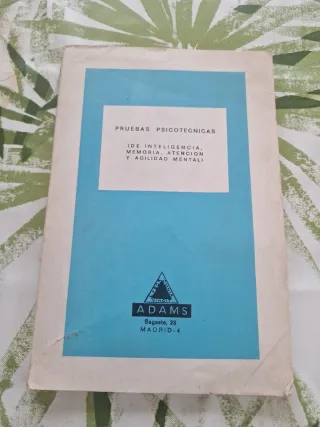 PRUEBAS PSICOTECNICAS
(DE INTELIGENCIA,
MEMORIA, ATENCION
Y AGILIDAD MENTAL)
ADAMS
Sagasta, 23
MADRID-4